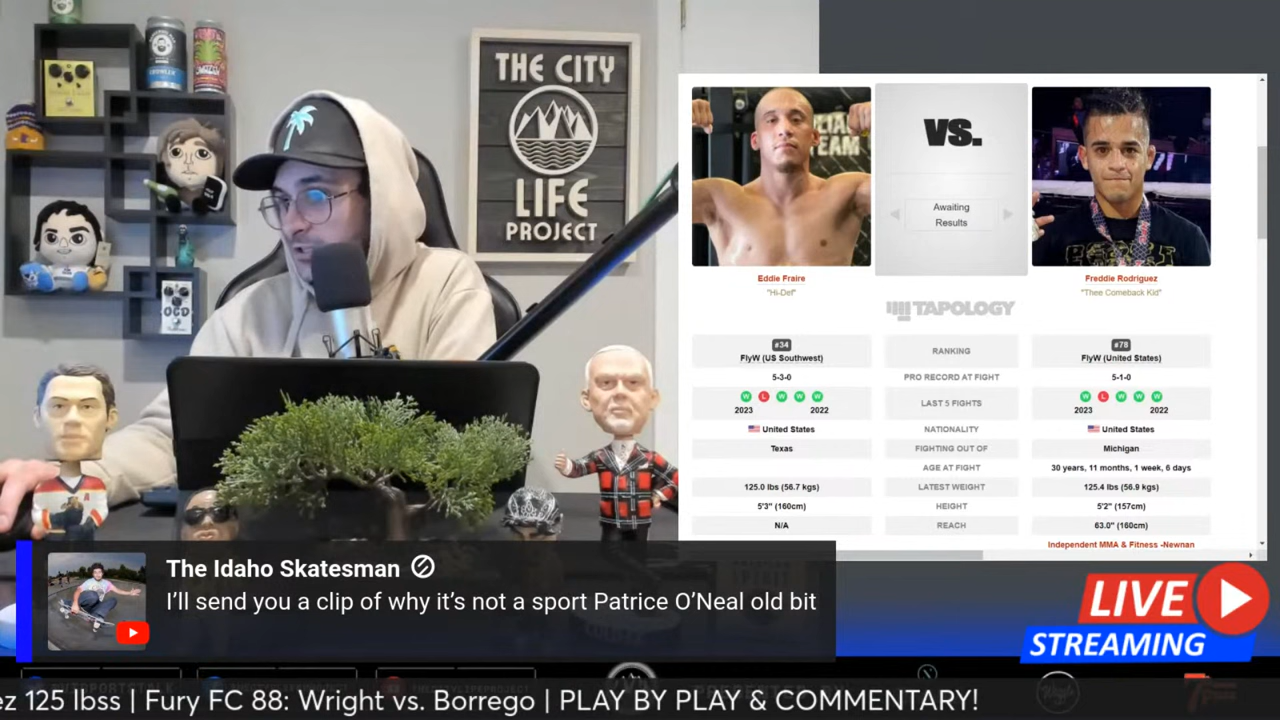 THE CITY
LIFE
PROJECT
OCD
VS.
Awaiting
Results
Eddie Fraire
"Hi-Def"
Freddie Rodriguez
"Thee Comeback Kid"
TAPOLOGY
#34
FlyW (US Southwest)
RANKING
#78
FlyW (United States)
5-3-0
PRO RECORD AT FIGHT
5-1-0
W L W W W
2023 2022
LAST 5 FIGHTS
W L W W W
2023 2022
United States
NATIONALITY
United States
Texas
FIGHTING OUT OF
Michigan
AGE AT FIGHT
30 years, 11 months, 1 week, 6 days
125.0 lbs (56.7 kgs)
LATEST WEIGHT
125.4 lbs (56.9 kgs)
5'3" (160cm)
HEIGHT
5'2" (157cm)
N/A
REACH
63.0" (160cm)
Independent MMA & Fitness -Newnan
The Idaho Skatesman
I'll send you a clip of why it's not a sport Patrice O'Neal old bit
LIVE
STREAMING
ez 125 lbss | Fury FC 88: Wright vs. Borrego | PLAY BY PLAY & COMMENTARY!